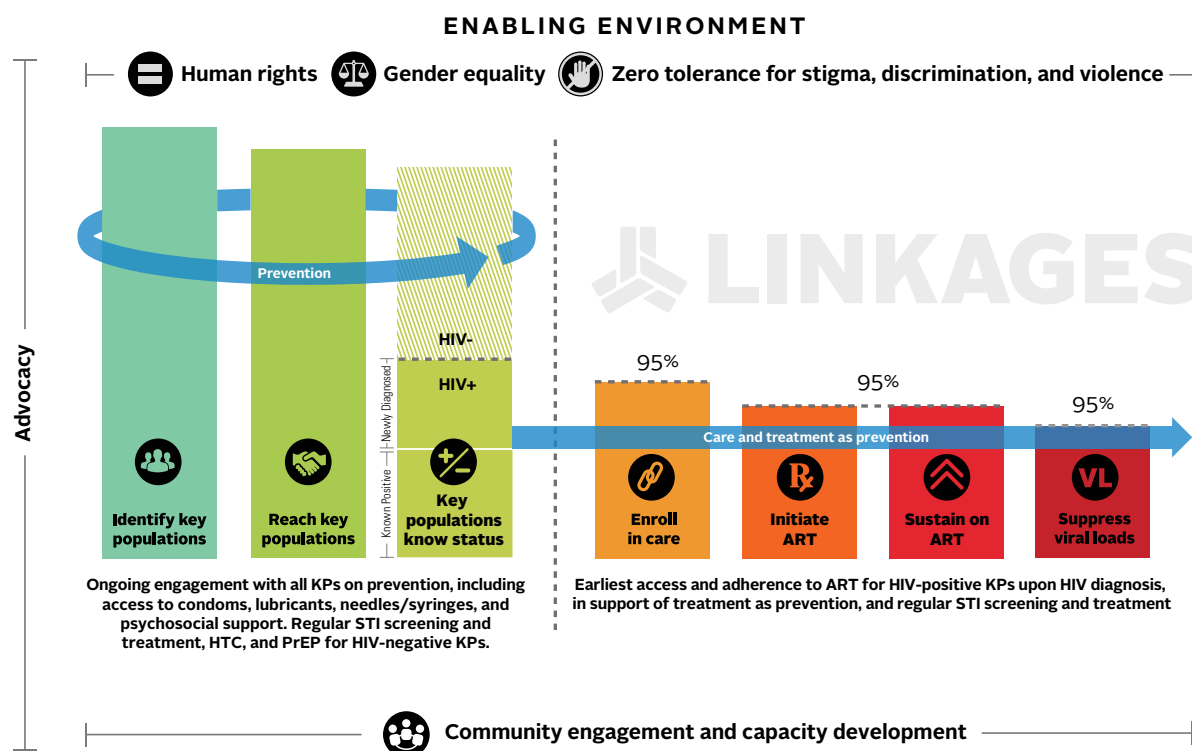 ENABLING ENVIRONMENT
Human rights
Gender equality
Zero tolerance for stigma, discrimination, and violence
Advocacy
Prevention
LINKAGES
HIV-
HIV+
Newly Diagnosed
Known Positive
95%
95%
95%
Care and treatment as prevention
Identify key
populations
Reach key
populations
+/-
Key
populations
know status
Enroll
in care
Rx
Initiate
ART
Sustain on
ART
VL
Suppress
viral loads
Ongoing engagement with all KPs on prevention, including
access to condoms, lubricants, needles/syringes, and
psychosocial support. Regular STI screening and
treatment, HTC, and PrEP for HIV-negative KPs.
Earliest access and adherence to ART for HIV-positive KPs upon HIV diagnosis,
in support of treatment as prevention, and regular STI screening and treatment
Community engagement and capacity development